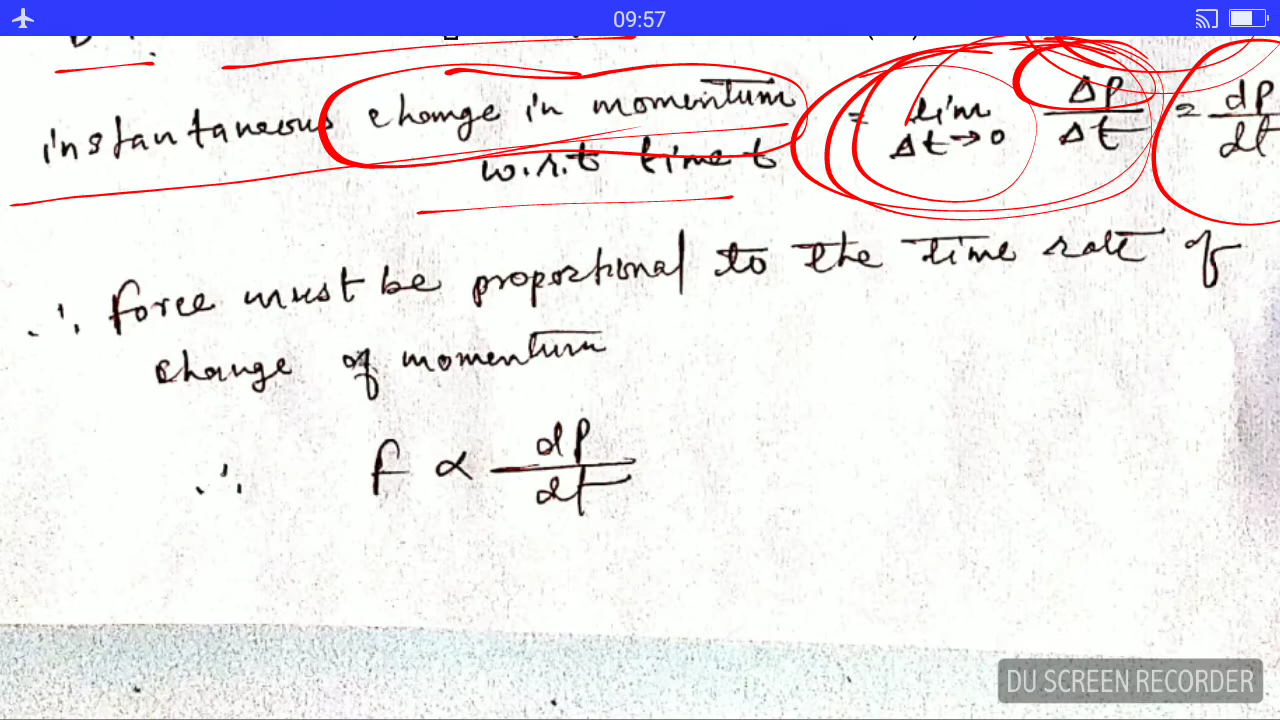 09:57
instantaneous change in momentum = lim Δt→0 Δp/Δt = dp/dt
w.r.t time t
∴ force must be proportional to the time rate of
change of momentum
∴ F ∝ dp/dt
DU SCREEN RECORDER